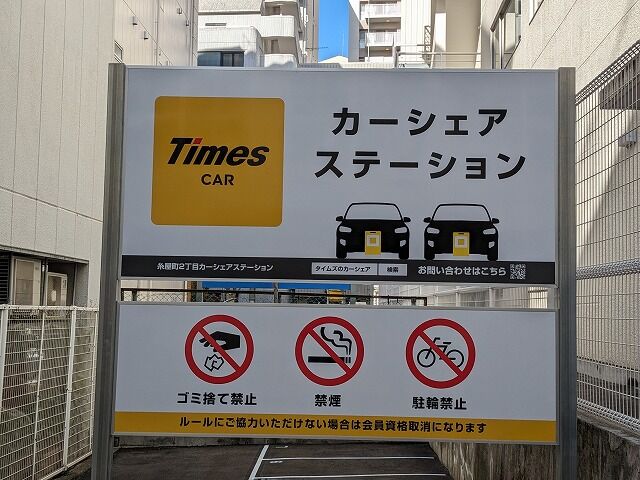 Times
CAR
カーシェア
ステーション
糸屋町2丁目カーシェアステーション
タイムズのカーシェア 検索 お問い合わせはこちら
ゴミ捨て禁止 禁煙 駐輪禁止
ルールにご協力いただけない場合は会員資格取消になります